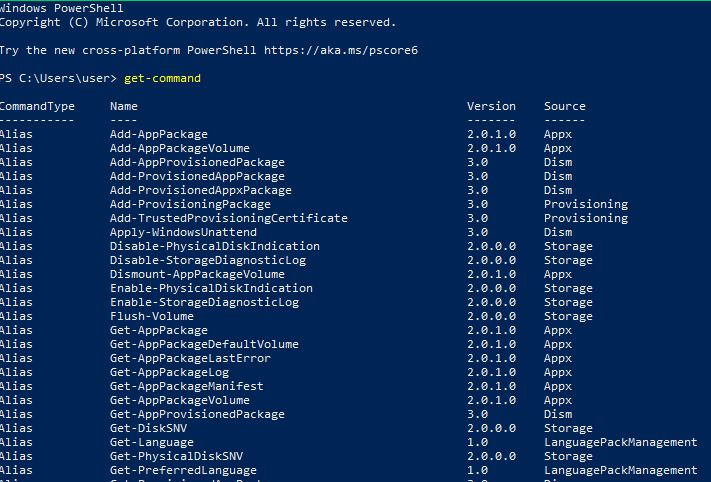 Windows PowerShell
Copyright (C) Microsoft Corporation. All rights reserved.
Try the new cross-platform PowerShell https://aka.ms/pscore6
PS C:\Users\user> get-command
CommandType     Name                                               Version    Source
-----------     ----                                               -------    ------
Alias           Add-AppPackage                                     2.0.1.0    Appx
Alias           Add-AppPackageVolume                               2.0.1.0    Appx
Alias           Add-AppProvisionedPackage                          3.0        Dism
Alias           Add-ProvisionedAppPackage                          3.0        Dism
Alias           Add-ProvisionedAppxPackage                         3.0        Dism
Alias           Add-ProvisioningPackage                            3.0        Provisioning
Alias           Add-TrustedProvisioningCertificate                 3.0        Provisioning
Alias           Apply-WindowsUnattend                              3.0        Dism
Alias           Disable-PhysicalDiskIndication                     2.0.0.0    Storage
Alias           Disable-StorageDiagnosticLog                       2.0.0.0    Storage
Alias           Dismount-AppPackageVolume                          2.0.1.0    Appx
Alias           Enable-PhysicalDiskIndication                      2.0.0.0    Storage
Alias           Enable-StorageDiagnosticLog                        2.0.0.0    Storage
Alias           Flush-Volume                                       2.0.0.0    Storage
Alias           Get-AppPackage                                     2.0.1.0    Appx
Alias           Get-AppPackageDefaultVolume                        2.0.1.0    Appx
Alias           Get-AppPackageLastError                            2.0.1.0    Appx
Alias           Get-AppPackageLog                                  2.0.1.0    Appx
Alias           Get-AppPackageManifest                             2.0.1.0    Appx
Alias           Get-AppPackageVolume                               2.0.1.0    Appx
Alias           Get-AppProvisionedPackage                          3.0        Dism
Alias           Get-DiskSNV                                        2.0.0.0    Storage
Alias           Get-Language                                       1.0        LanguagePackManagement
Alias           Get-PhysicalDiskSNV                                2.0.0.0    Storage
Alias           Get-PreferredLanguage                              1.0        LanguagePackManagement